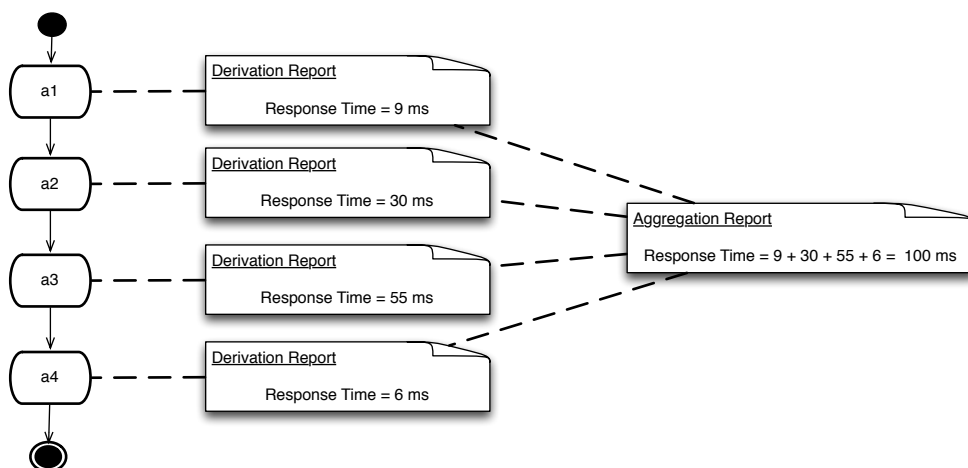 a1
Derivation Report
Response Time = 9 ms
a2
Derivation Report
Response Time = 30 ms
Aggregation Report
Response Time = 9 + 30 + 55 + 6 =  100 ms
a3
Derivation Report
Response Time = 55 ms
a4
Derivation Report
Response Time = 6 ms